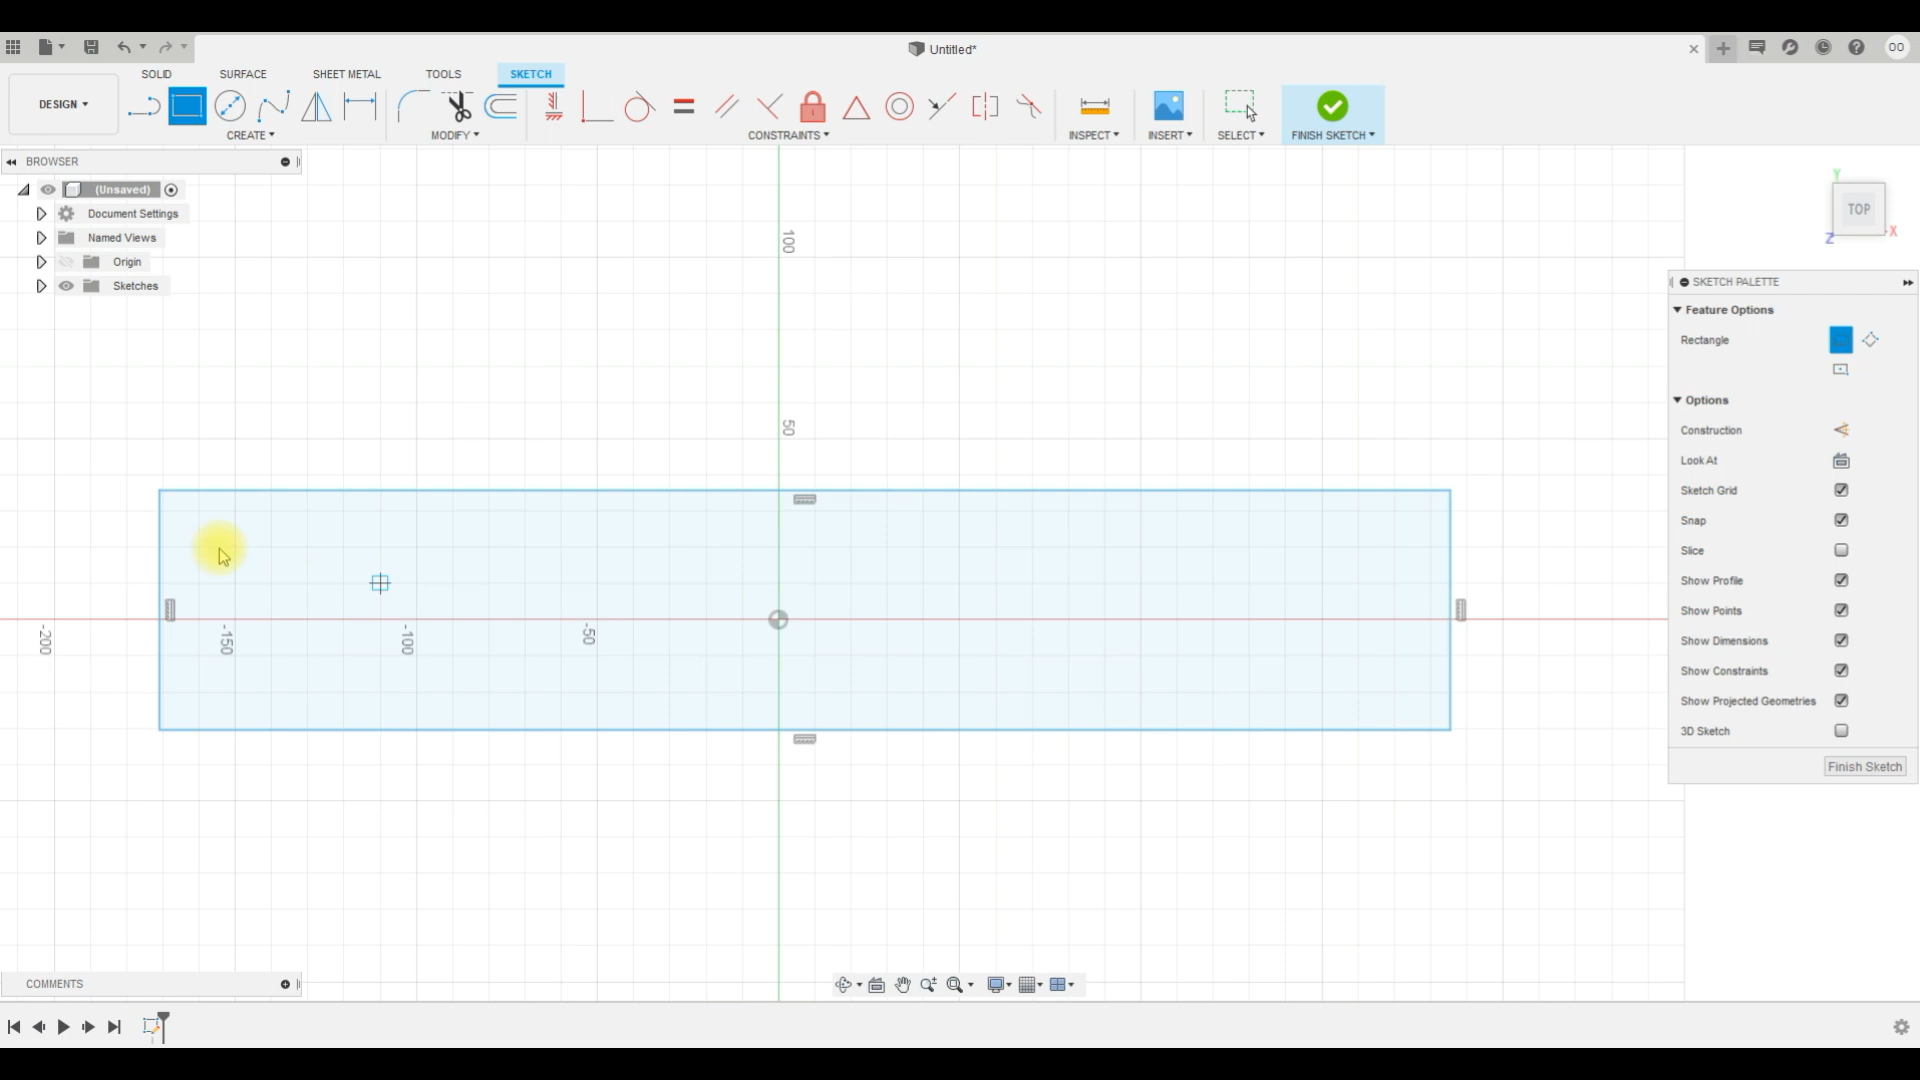 Untitled*
OO
SOLID
SURFACE
SHEET METAL
TOOLS
SKETCH
DESIGN
CREATE
MODIFY
CONSTRAINTS
INSPECT
INSERT
SELECT
FINISH SKETCH
BROWSER
(Unsaved)
Document Settings
Named Views
Origin
Sketches
100
50
-200
-150
-100
-50
Y
TOP
X
Z
SKETCH PALETTE
Feature Options
Rectangle
Options
Construction
Look At
Sketch Grid
Snap
Slice
Show Profile
Show Points
Show Dimensions
Show Constraints
Show Projected Geometries
3D Sketch
Finish Sketch
COMMENTS